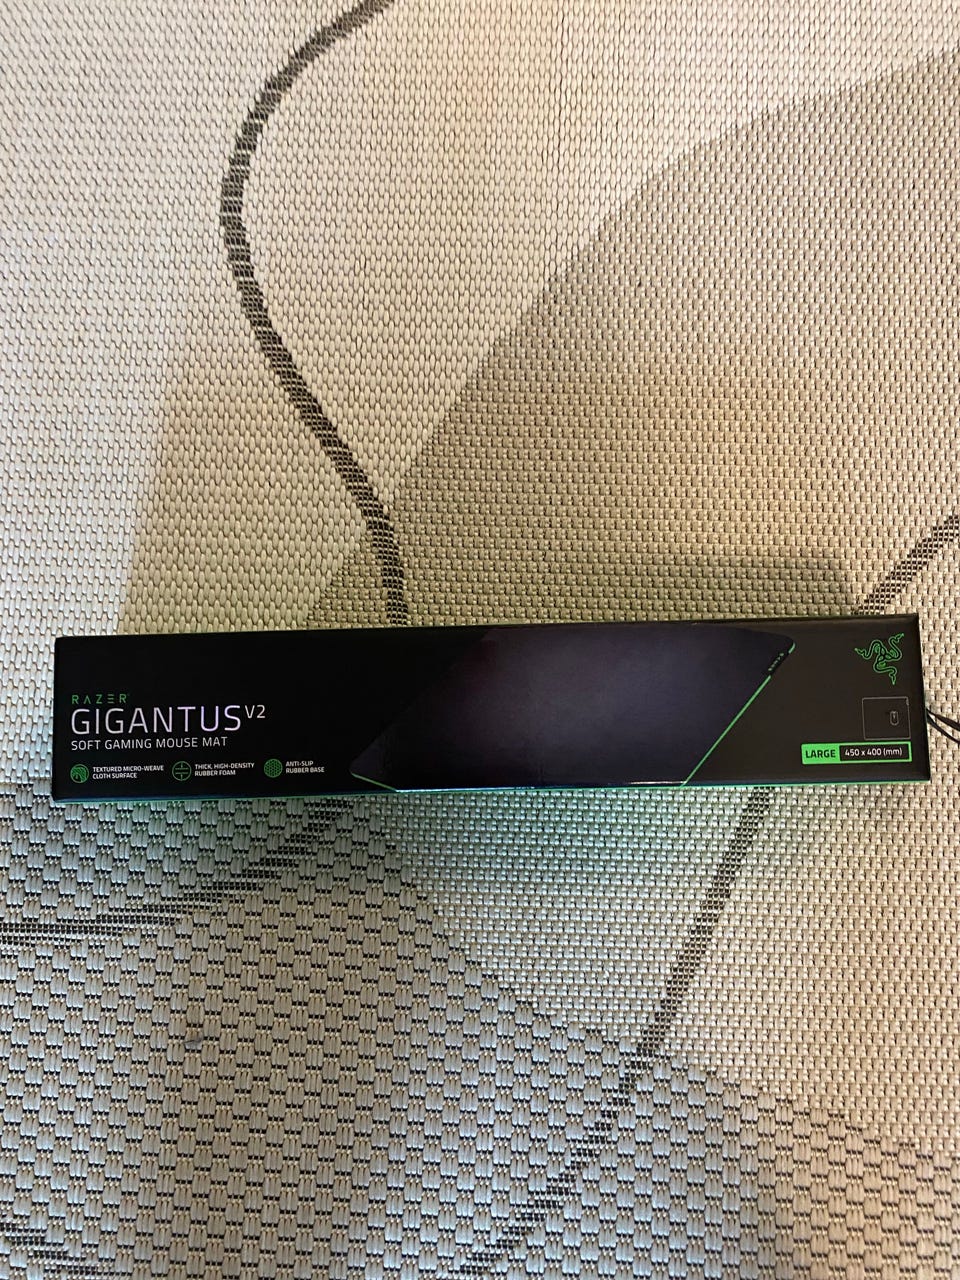 RAZER
GIGANTUS V2
SOFT GAMING MOUSE MAT
TEXTURED MICRO-WEAVE
CLOTH SURFACE
THICK, HIGH-DENSITY
RUBBER FOAM
ANTI-SLIP
RUBBER BASE
LARGE 450 x 400 (mm)